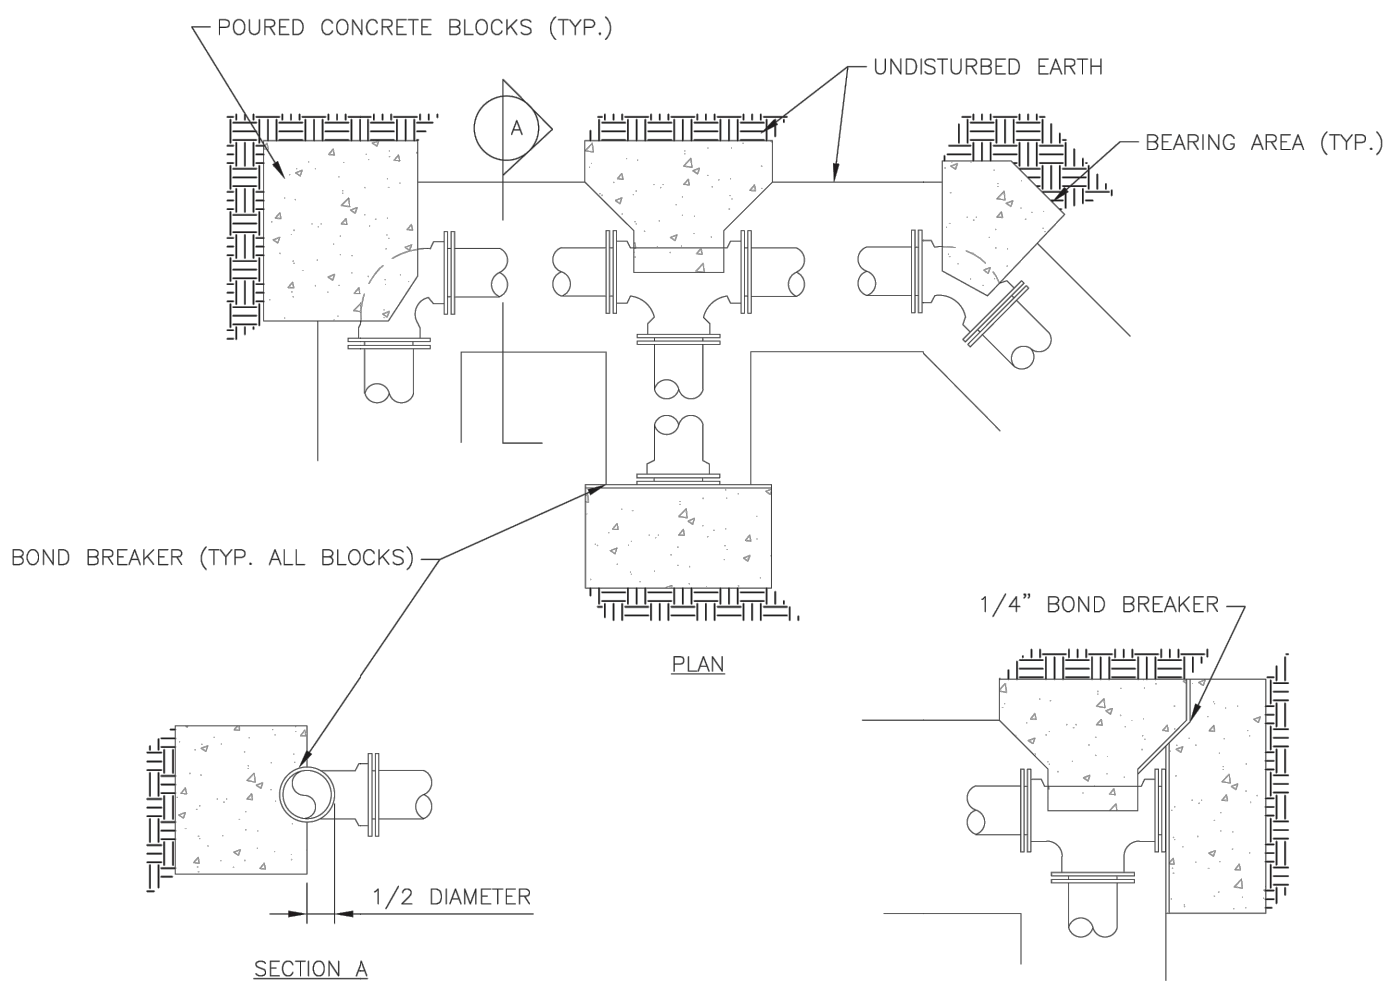 POURED CONCRETE BLOCKS (TYP.)
UNDISTURBED EARTH
A
BEARING AREA (TYP.)
BOND BREAKER (TYP. ALL BLOCKS)
1/4" BOND BREAKER
PLAN
1/2 DIAMETER
SECTION A